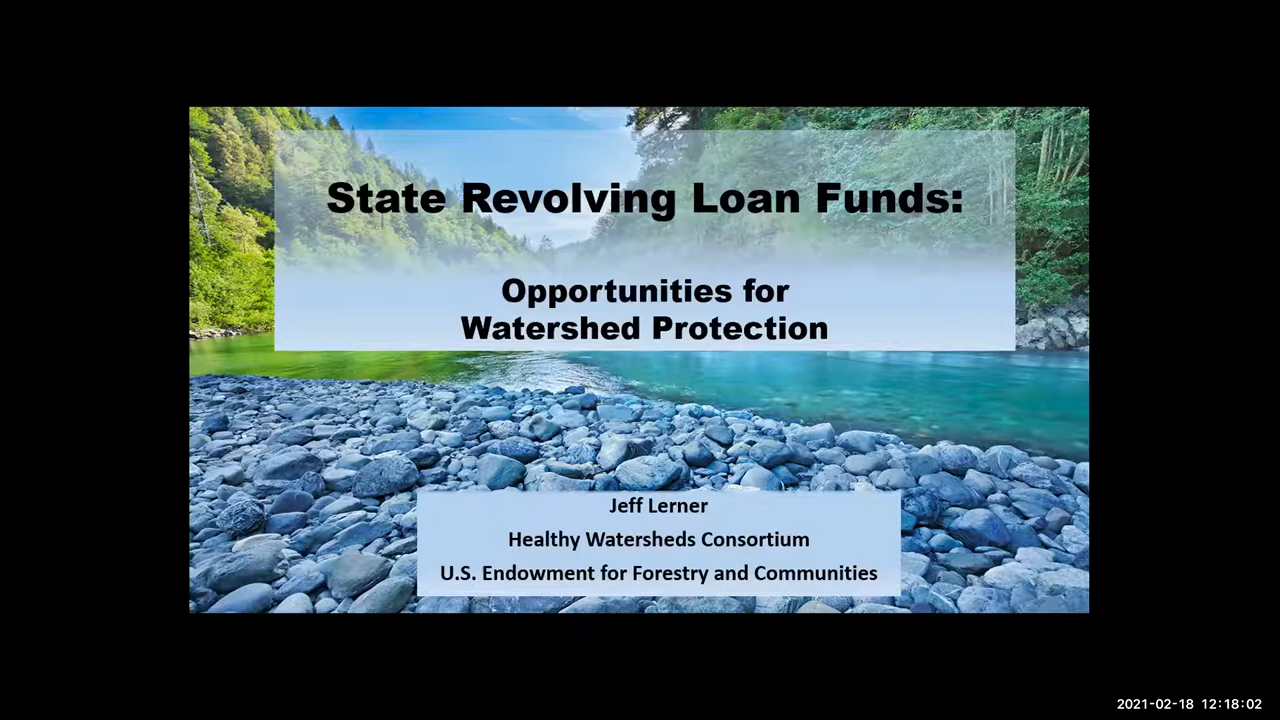 State Revolving Loan Funds:
Opportunities for
Watershed Protection
Jeff Lerner
Healthy Watersheds Consortium
U.S. Endowment for Forestry and Communities
2021-02-18 12:18:02